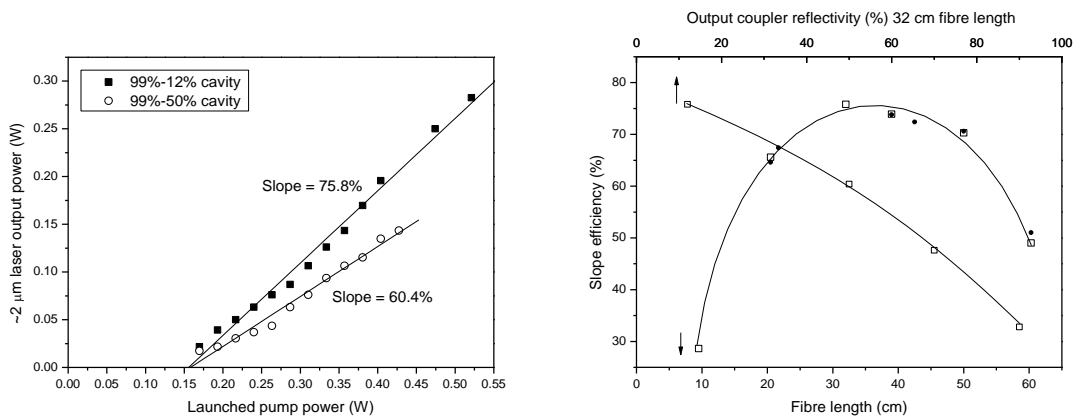 99%-12% cavity
99%-50% cavity
Slope = 75.8%
Slope = 60.4%
~2 μm laser output power (W)
0.30
0.25
0.20
0.15
0.10
0.05
0.00
0.00 0.05 0.10 0.15 0.20 0.25 0.30 0.35 0.40 0.45 0.50 0.55
Launched pump power (W)
Output coupler reflectivity (%) 32 cm fibre length
0 20 40 60 80 100
Slope efficiency (%)
80
70
60
50
40
30
0 10 20 30 40 50 60
Fibre length (cm)